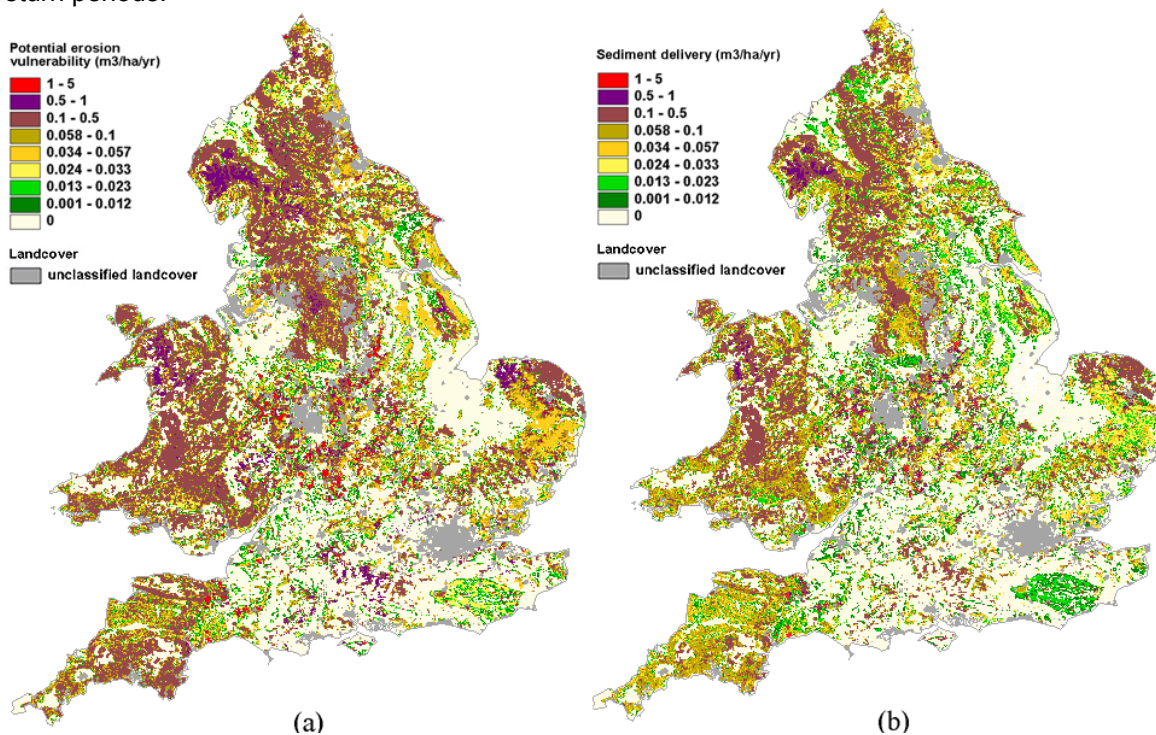 eturn periods.
Potential erosion
vulnerability (m3/ha/yr)
1 - 5
0.5 - 1
0.1 - 0.5
0.058 - 0.1
0.034 - 0.057
0.024 - 0.033
0.013 - 0.023
0.001 - 0.012
0
Landcover
unclassified landcover
(a)
Sediment delivery (m3/ha/yr)
1 - 5
0.5 - 1
0.1 - 0.5
0.058 - 0.1
0.034 - 0.057
0.024 - 0.033
0.013 - 0.023
0.001 - 0.012
0
Landcover
unclassified landcover
(b)